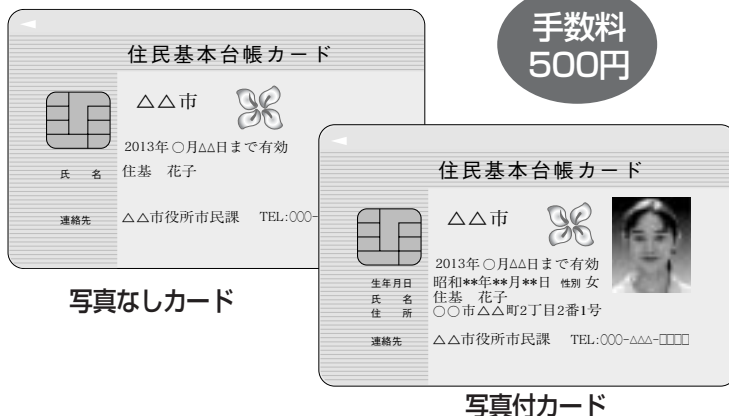 手数料
500円
住民基本台帳カード
△△市
2013年○月△△日まで有効
氏 名 住基 花子
連絡先 △△市役所市民課 TEL:○○○-
写真なしカード
住民基本台帳カード
△△市
2013年○月△△日まで有効
生年月日 昭和**年**月**日 性別 女
氏 名 住基 花子
住 所 ○○市△△町2丁目2番1号
連絡先 △△市役所市民課 TEL:○○○-△△△-□□□□
写真付カード